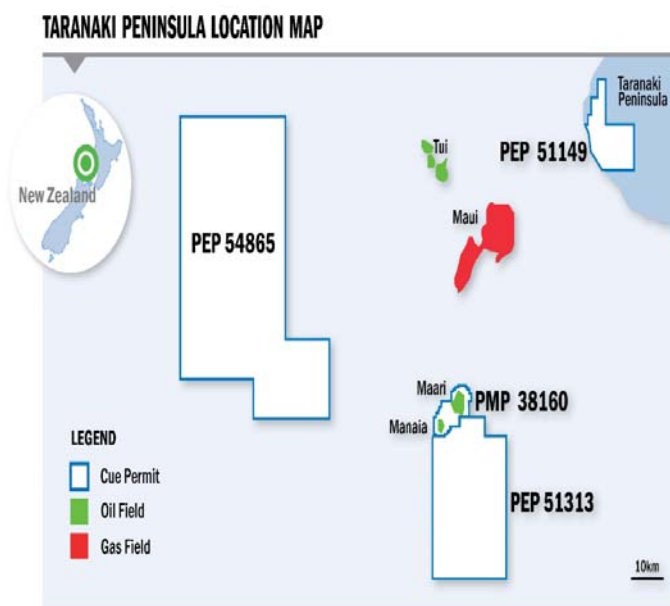 TARANAKI PENINSULA LOCATION MAP
Taranaki
Peninsula
Tui
PEP 51149
New Zealand
Maui
PEP 54865
Maari
PMP 38160
Manaia
LEGEND
Cue Permit
PEP 51313
Oil Field
Gas Field
10km